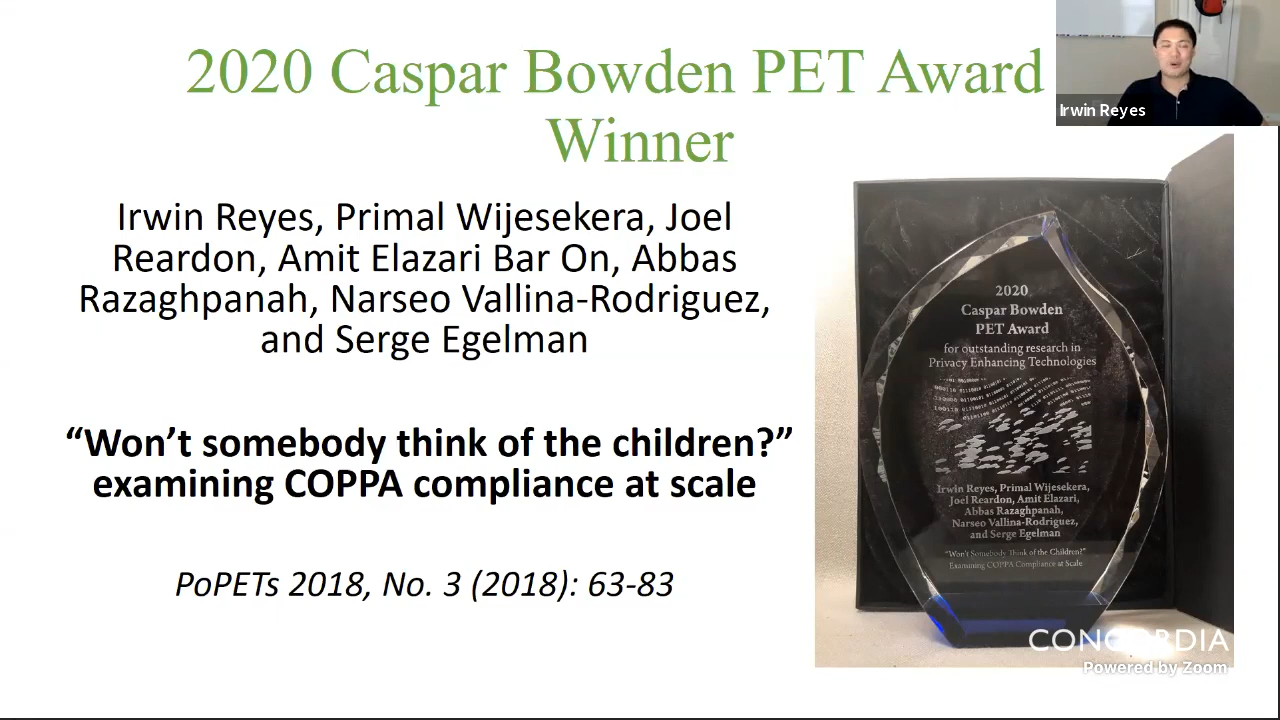 2020 Caspar Bowden PET Award
Winner
Irwin Reyes
Irwin Reyes, Primal Wijesekera, Joel
Reardon, Amit Elazari Bar On, Abbas
Razaghpanah, Narseo Vallina-Rodriguez,
and Serge Egelman
“Won’t somebody think of the children?”
examining COPPA compliance at scale
PoPETs 2018, No. 3 (2018): 63-83
2020
Caspar Bowden
PET Award
for outstanding research in
Privacy Enhancing Technologies
Irwin Reyes, Primal Wijesekera,
Joel Reardon, Amit Elazari,
Abbas Razaghpanah,
Narseo Vallina-Rodriguez,
and Serge Egelman
“Won’t Somebody Think of the Children?”
Examining COPPA Compliance at Scale
CONCORDIA
Powered by Zoom